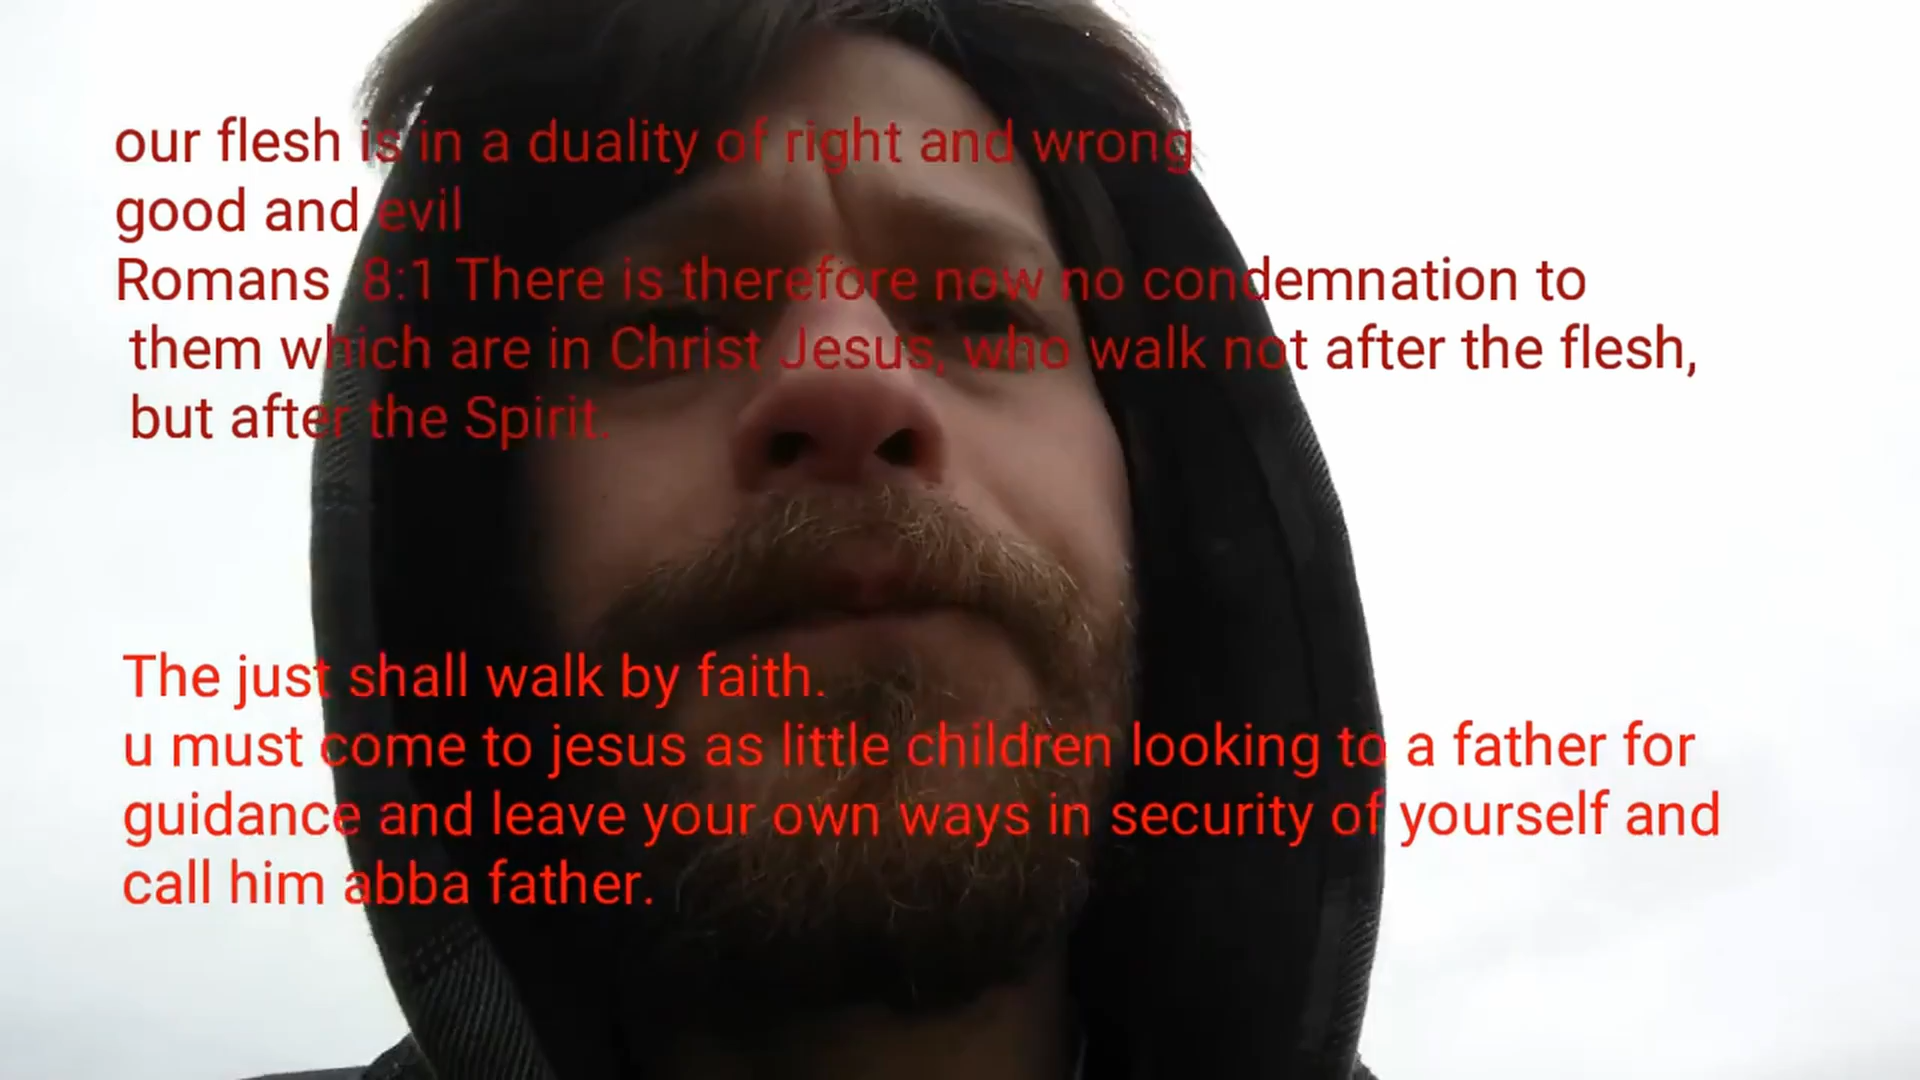 our flesh is in a duality of right and wrong
good and evil
Romans 8:1 There is therefore now no condemnation to
them which are in Christ Jesus, who walk not after the flesh,
but after the Spirit.
The just shall walk by faith.
u must come to jesus as little children looking to a father for
guidance and leave your own ways in security of yourself and
call him abba father.